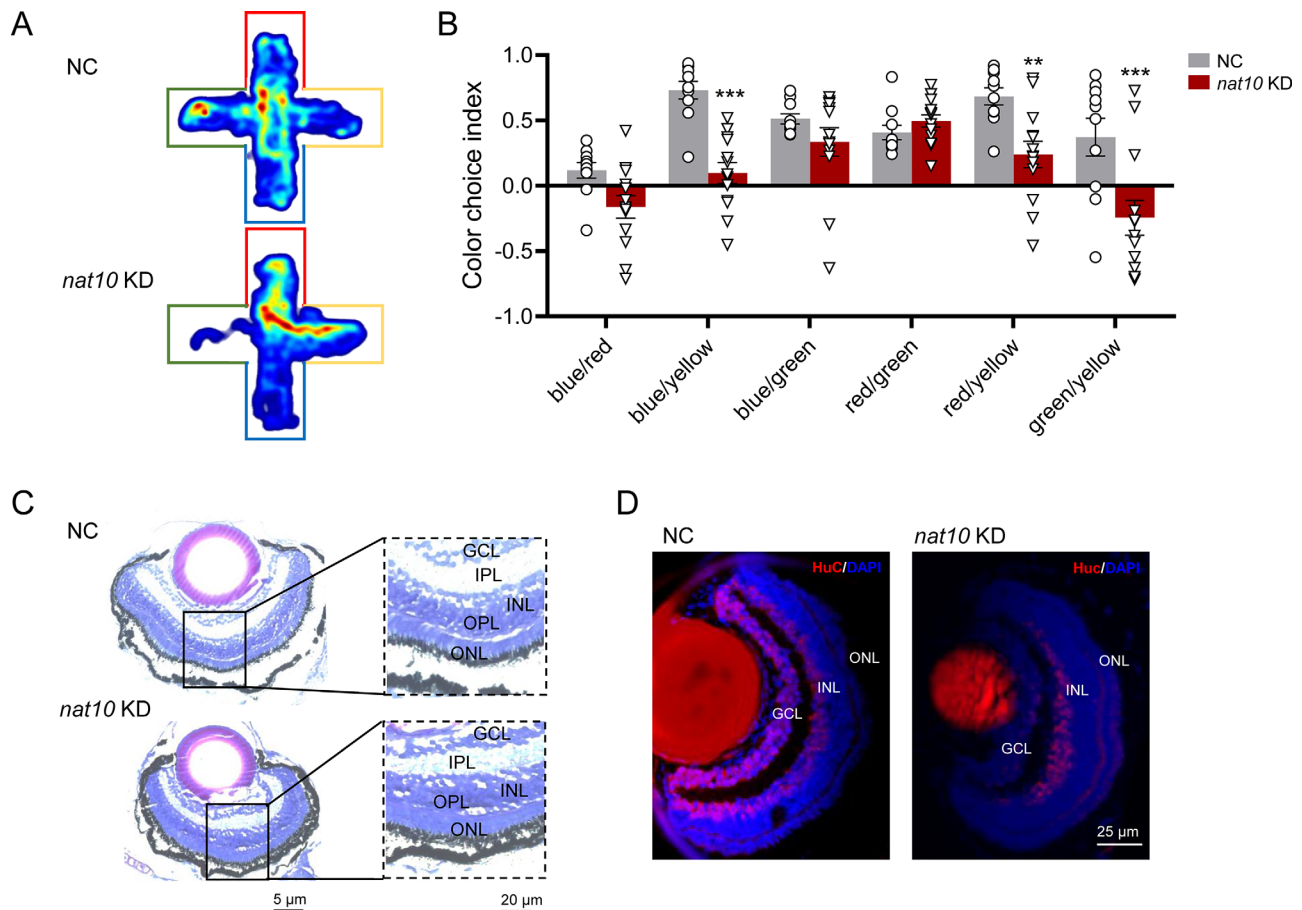 A
NC
nat10 KD
B
Color choice index
1.0
0.5
0.0
-0.5
-1.0
***
**
***
blue/red
blue/yellow
blue/green
red/green
red/yellow
green/yellow
NC
nat10 KD
C
NC
GCL
IPL
INL
OPL
ONL
nat10 KD
GCL
IPL
INL
OPL
ONL
5 µm
20 µm
D
NC
HuC/DAPI
ONL
INL
GCL
nat10 KD
Huc/DAPI
ONL
INL
GCL
25 µm